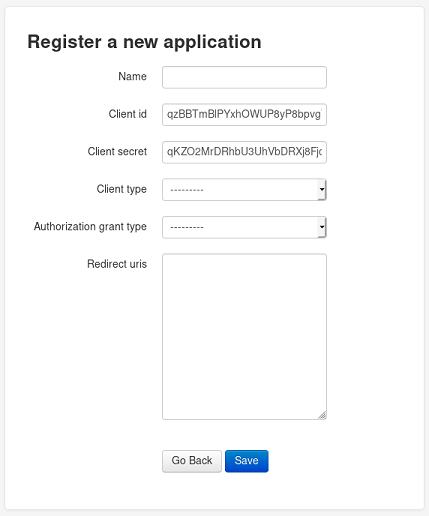 Register a new application
Name
Client id qzBBTmBlPYxhOWUP8yP8bpvg
Client secret qKZO2MrDRhbU3UhVbDRXj8Fjc
Client type ---------
Authorization grant type ---------
Redirect uris
Go Back Save